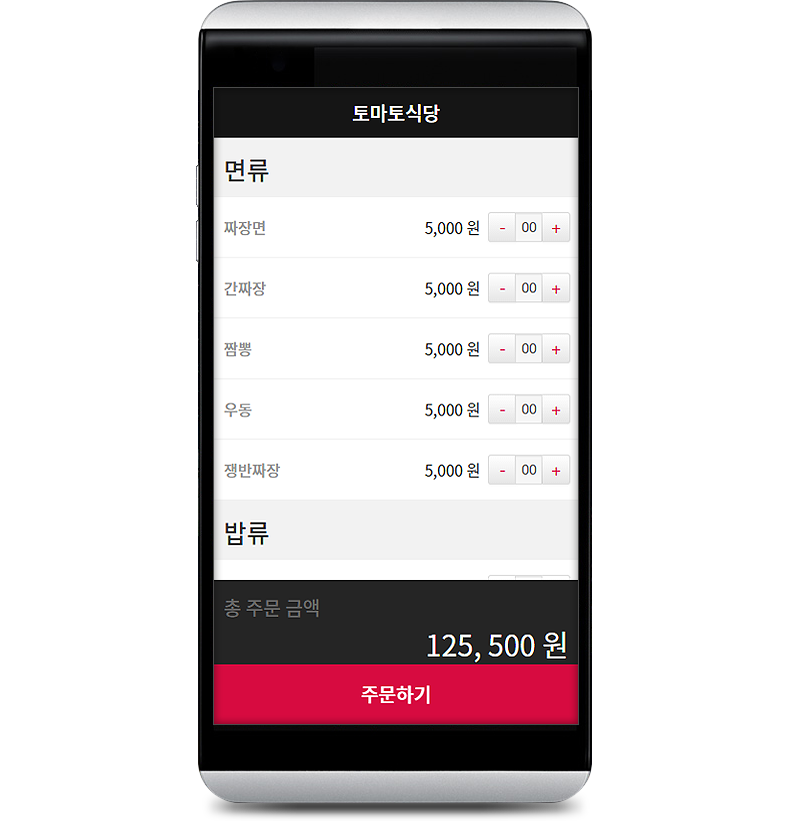 토마토식당
면류
짜장면 5,000 원 - 00 +
간짜장 5,000 원 - 00 +
짬뽕 5,000 원 - 00 +
우동 5,000 원 - 00 +
쟁반짜장 5,000 원 - 00 +
밥류
총 주문 금액
125, 500 원
주문하기